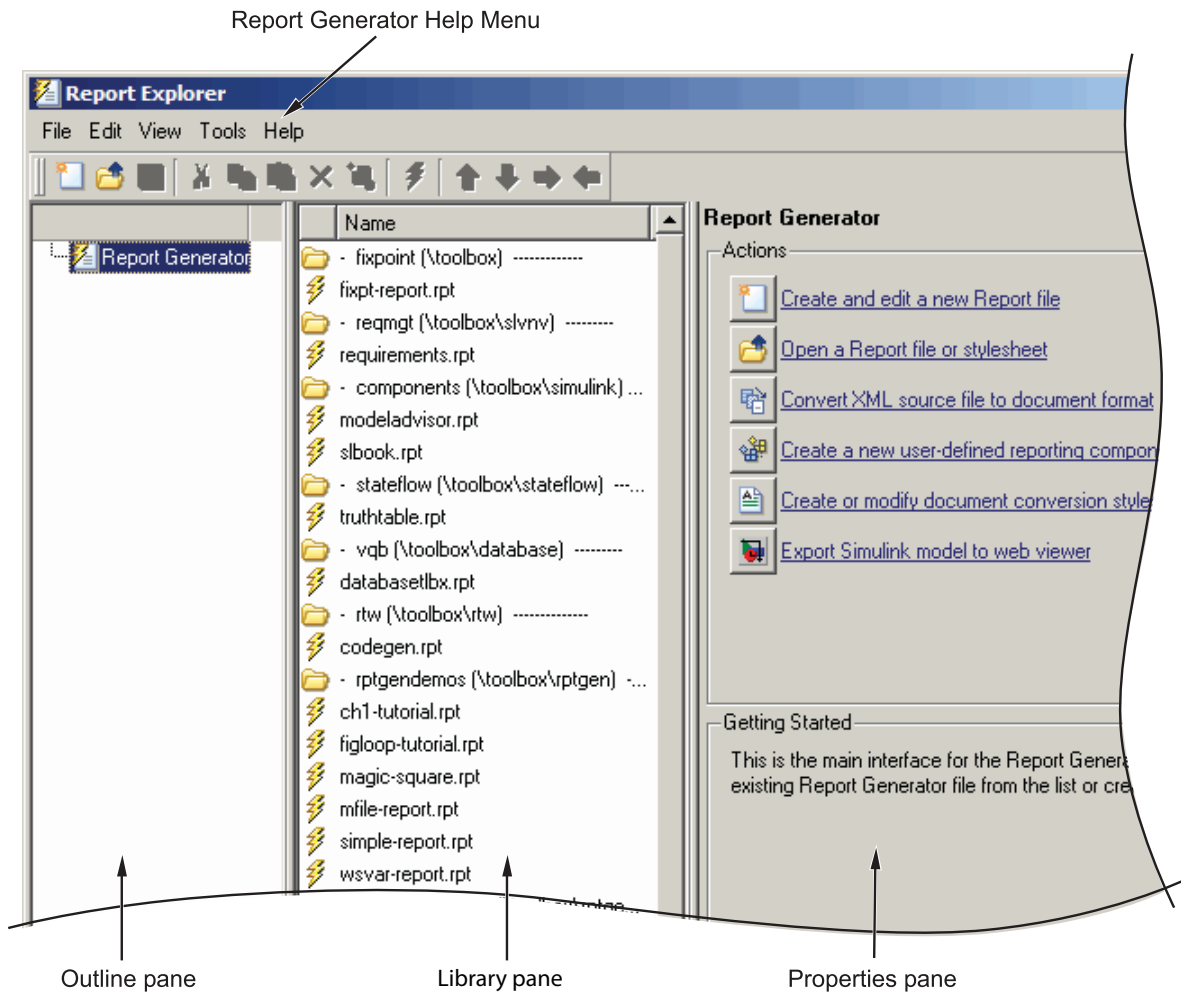 Report Generator Help Menu
Report Explorer
File Edit View Tools Help
Name
Report Generator
- fixpoint (\toolbox) -------------
fixpt-report.rpt
- reqmgt (\toolbox\slvnv) ---------
requirements.rpt
- components (\toolbox\simulink) ...
modeladvisor.rpt
slbook.rpt
- stateflow (\toolbox\stateflow) ---...
truthtable.rpt
- vqb (\toolbox\database) ---------
databasetlbx.rpt
- rtw (\toolbox\rtw) --------------
codegen.rpt
- rptgendemos (\toolbox\rptgen) -...
ch1-tutorial.rpt
figloop-tutorial.rpt
magic-square.rpt
mfile-report.rpt
simple-report.rpt
wsvar-report.rpt
Report Generator
Actions
Create and edit a new Report file
Open a Report file or stylesheet
Convert XML source file to document format
Create a new user-defined reporting compon
Create or modify document conversion style
Export Simulink model to web viewer
Getting Started
This is the main interface for the Report Genera
existing Report Generator file from the list or cre
Outline pane
Library pane
Properties pane